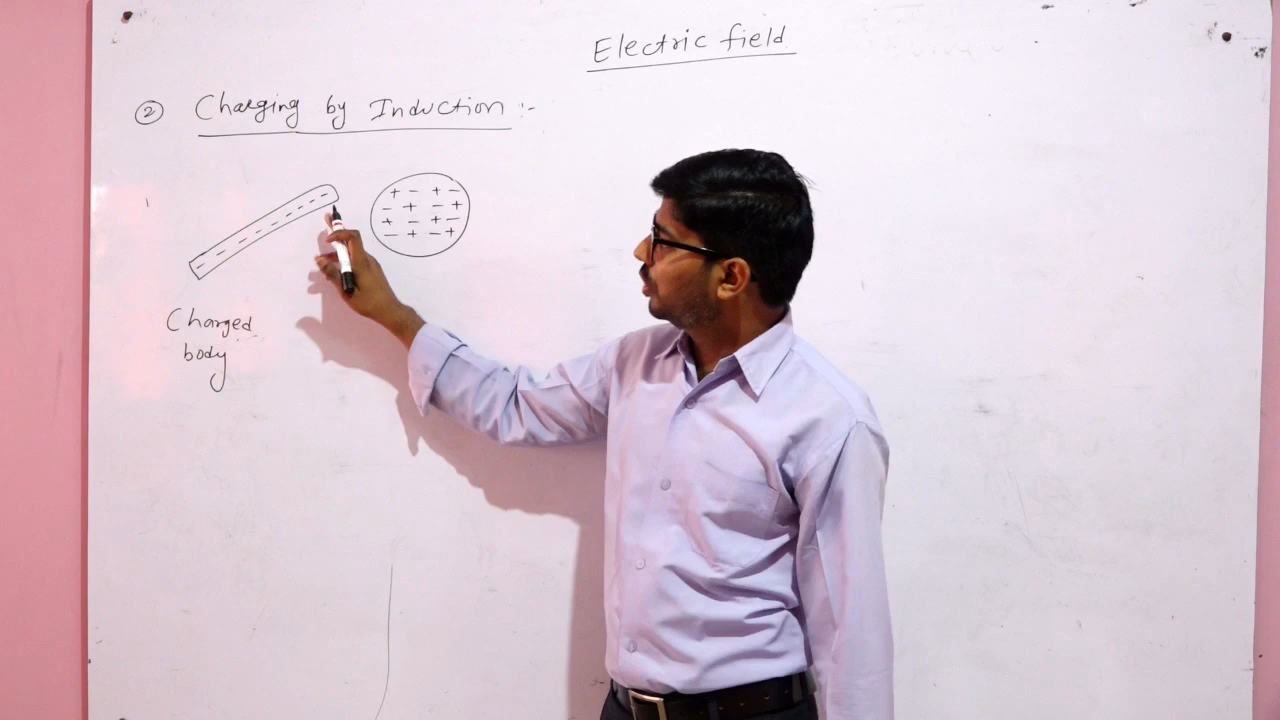 Electric field
② Charging by Induction :-
+ - + -
- + - +
+ - + -
- + - +
- - - - - - - - -
Charged
body